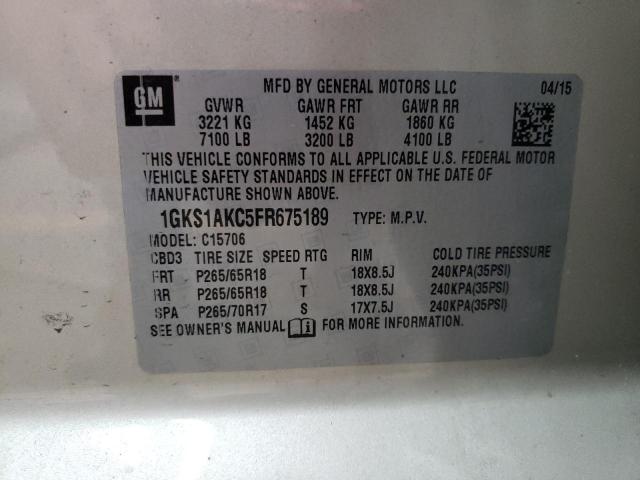 GM
MFD BY GENERAL MOTORS LLC 04/15
GVWR GAWR FRT GAWR RR
3221 KG 1452 KG 1860 KG
7100 LB 3200 LB 4100 LB
THIS VEHICLE CONFORMS TO ALL APPLICABLE U.S. FEDERAL MOTOR
VEHICLE SAFETY STANDARDS IN EFFECT ON THE DATE OF
MANUFACTURE SHOWN ABOVE.
1GKS1AKC5FR675189 TYPE: M.P.V.
MODEL: C15706
CBD3 TIRE SIZE SPEED RTG RIM COLD TIRE PRESSURE
FRT P265/65R18 T 18X8.5J 240KPA(35PSI)
RR P265/65R18 T 18X8.5J 240KPA(35PSI)
SPA P265/70R17 S 17X7.5J 240KPA(35PSI)
SEE OWNER'S MANUAL FOR MORE INFORMATION.